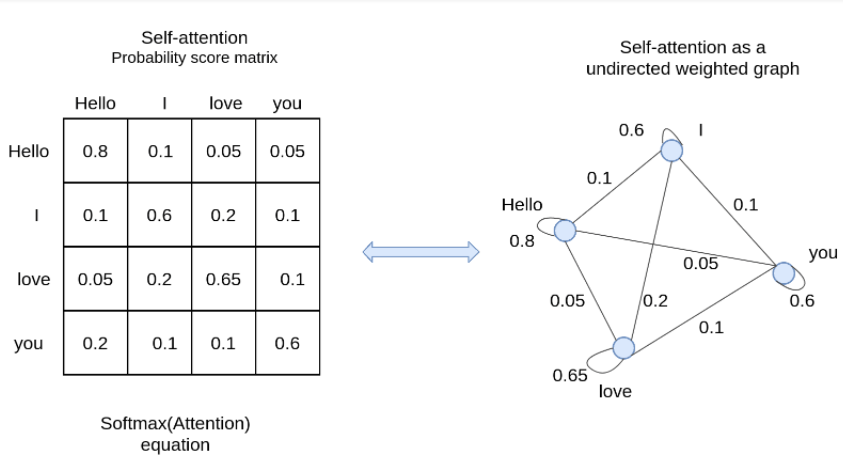 Self-attention
Probability score matrix
Hello I love you
Hello 0.8 0.1 0.05 0.05
I 0.1 0.6 0.2 0.1
love 0.05 0.2 0.65 0.1
you 0.2 0.1 0.1 0.6
Softmax(Attention)
equation
Self-attention as a
undirected weighted graph
0.6 I
0.1
Hello
0.1
0.8
you
0.05
0.05
0.2
0.6
0.1
0.65
love